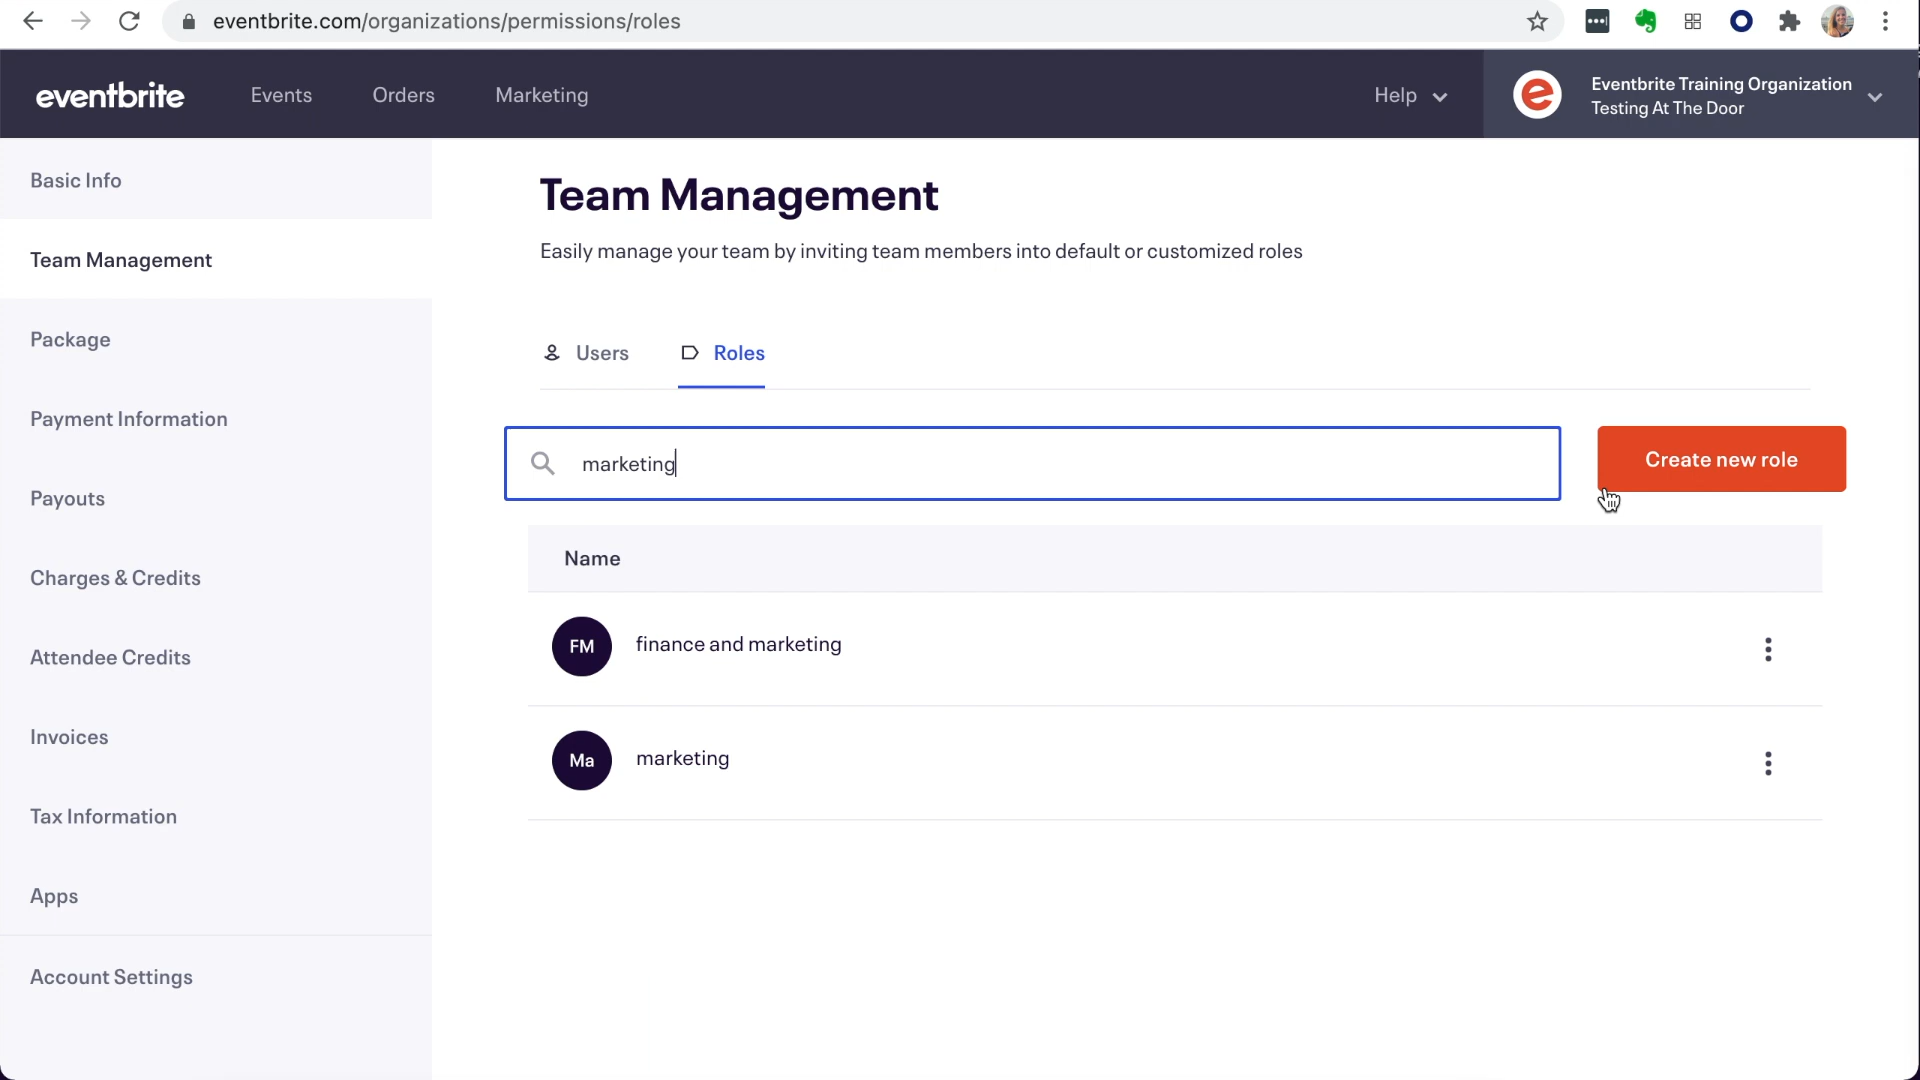 eventbrite.com/organizations/permissions/roles
eventbrite
Events
Orders
Marketing
Help
e
Eventbrite Training Organization
Testing At The Door
Basic Info
Team Management
Package
Payment Information
Payouts
Charges & Credits
Attendee Credits
Invoices
Tax Information
Apps
Account Settings
Team Management
Easily manage your team by inviting team members into default or customized roles
Users
Roles
marketing
Create new role
Name
FM
finance and marketing
Ma
marketing